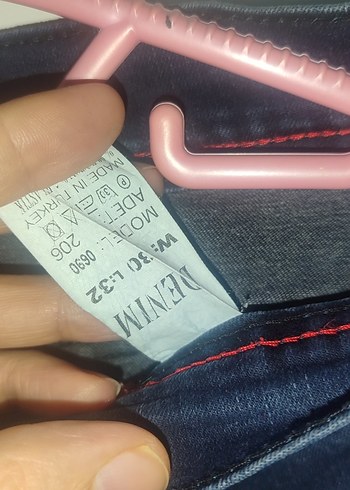 DENIM
W:30 L:32
MODEL: 0690
ADET: 206
MADE IN TURKEY